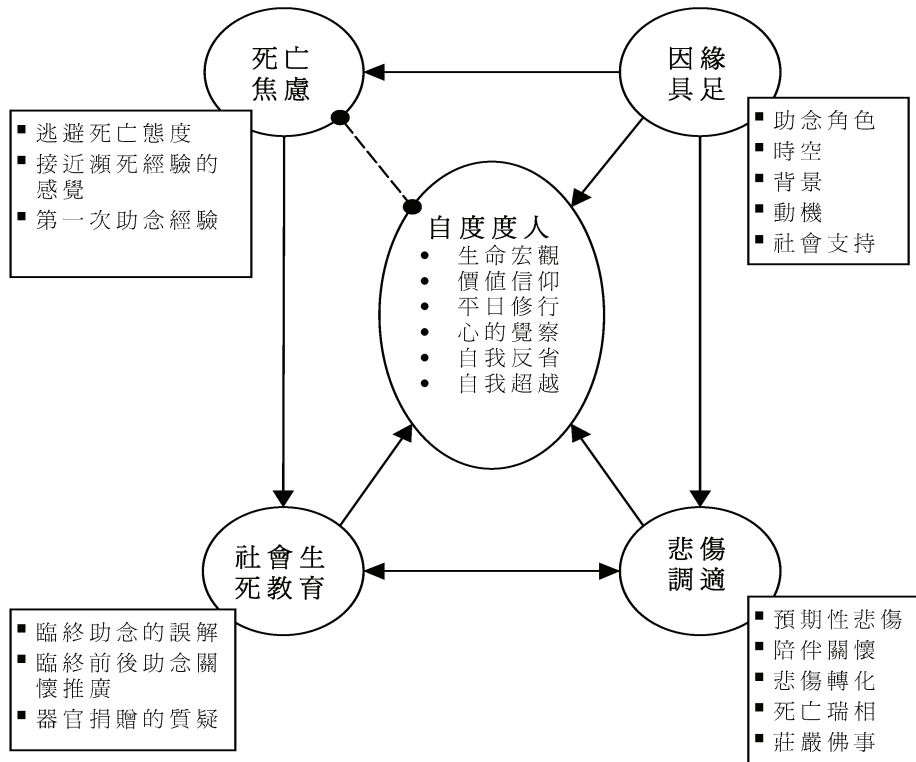 死亡
焦慮
因緣
具足
■ 逃避死亡態度
■ 接近瀕死經驗的
感覺
■ 第一次助念經驗
■ 助念角色
■ 時空
■ 背景
■ 動機
■ 社會支持
自度度人
• 生命宏觀
• 價值信仰
• 平日修行
• 心的覺察
• 自我反省
• 自我超越
社會生
死教育
悲傷
調適
■ 臨終助念的誤解
■ 臨終前後助念關
懷推廣
■ 器官捐贈的質疑
■ 預期性悲傷
■ 陪伴關懷
■ 悲傷轉化
■ 死亡瑞相
■ 莊嚴佛事